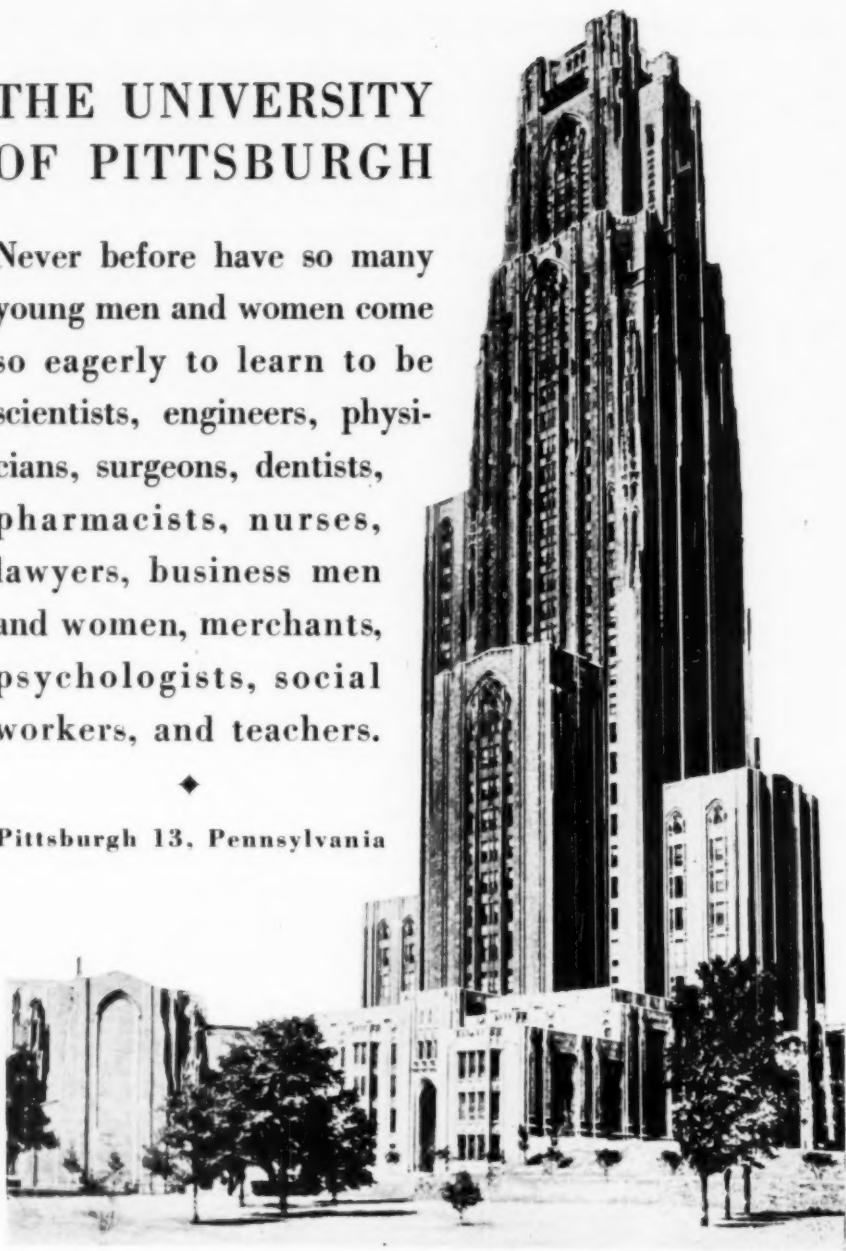 THE UNIVERSITY
OF PITTSBURGH
Never before have so many
young men and women come
so eagerly to learn to be
scientists, engineers, physi-
cians, surgeons, dentists,
pharmacists, nurses,
lawyers, business men
and women, merchants,
psychologists, social
workers, and teachers.
Pittsburgh 13, Pennsylvania